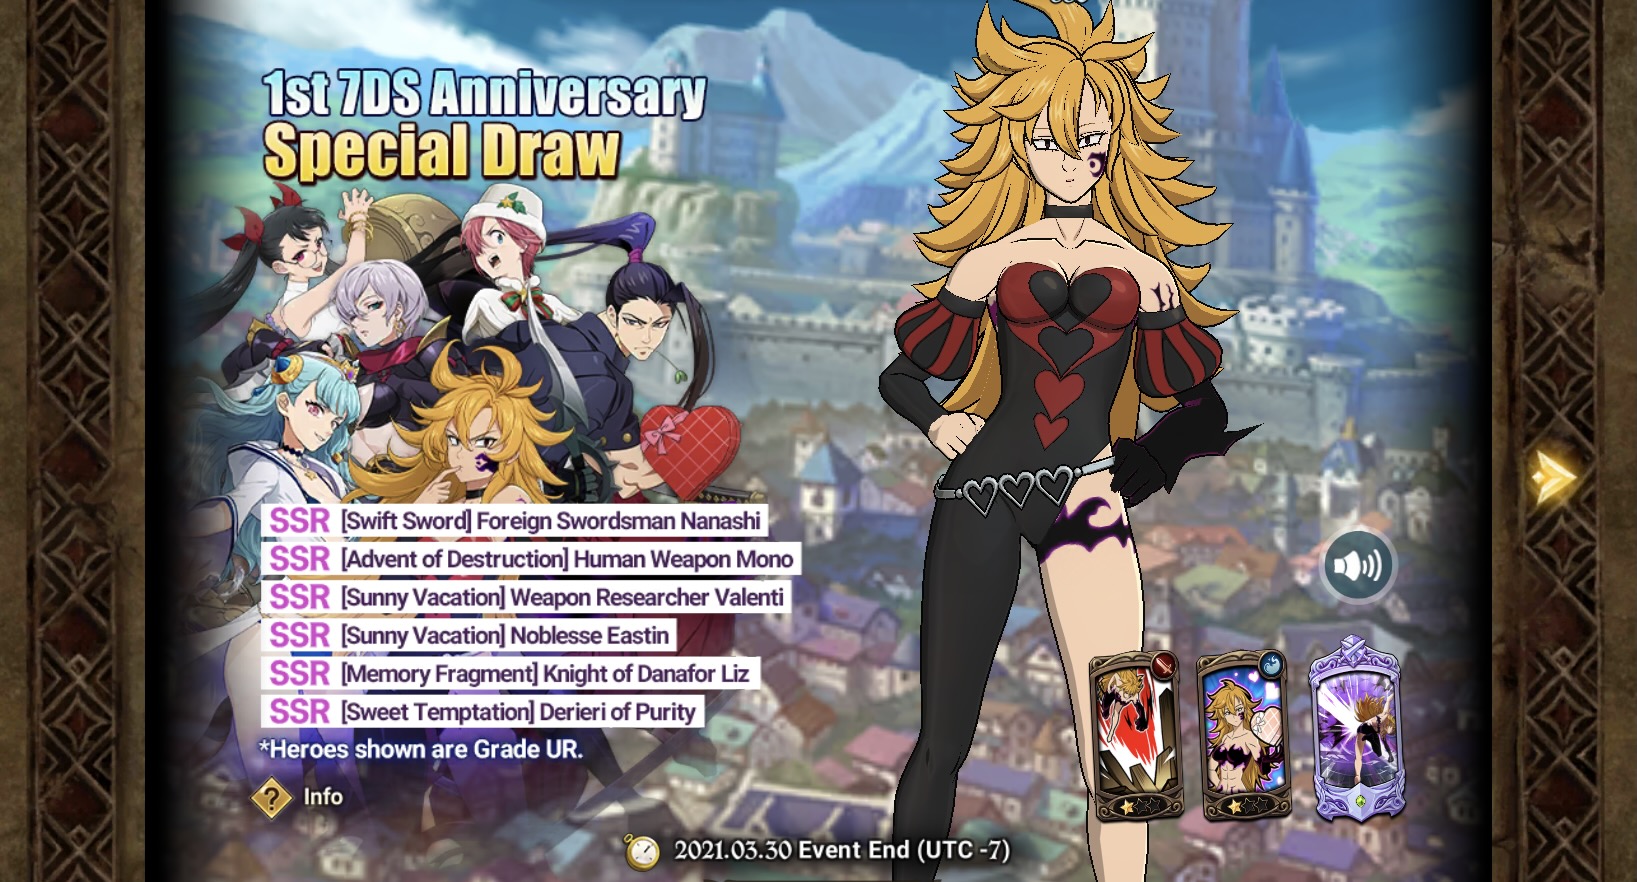 1st 7DS Anniversary
Special Draw
SSR [Swift Sword] Foreign Swordsman Nanashi
SSR [Advent of Destruction] Human Weapon Mono
SSR [Sunny Vacation] Weapon Researcher Valenti
SSR [Sunny Vacation] Noblesse Eastin
SSR [Memory Fragment] Knight of Danafor Liz
SSR [Sweet Temptation] Derieri of Purity
*Heroes shown are Grade UR.
? Info
2021.03.30 Event End (UTC -7)